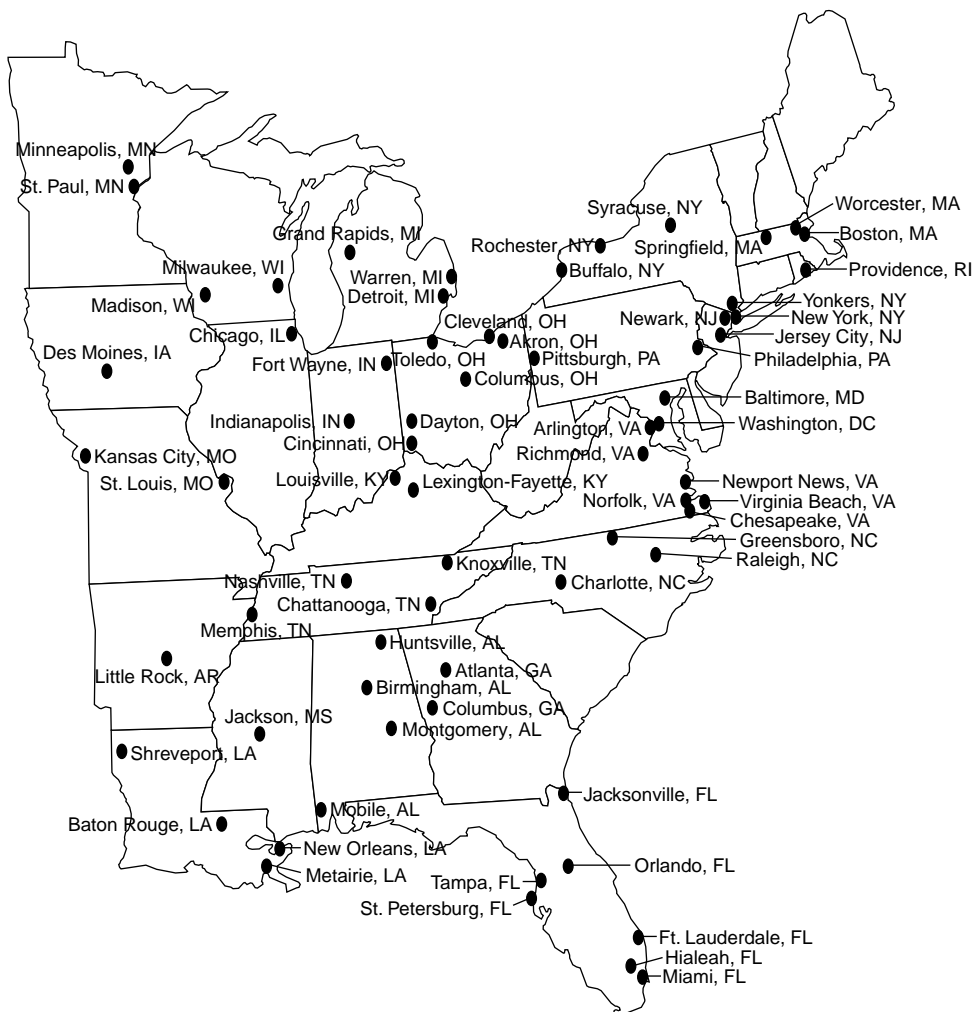 Minneapolis, MN
St. Paul, MN
Worcester, MA
Syracuse, NY
Boston, MA
Grand Rapids, MI
Rochester, NY
Springfield, MA
Milwaukee, WI
Warren, MI
Buffalo, NY
Providence, RI
Madison, WI
Detroit, MI
Yonkers, NY
Cleveland, OH
Newark, NJ
New York, NY
Chicago, IL
Akron, OH
Jersey City, NJ
Des Moines, IA
Fort Wayne, IN
Toledo, OH
Pittsburgh, PA
Philadelphia, PA
Columbus, OH
Baltimore, MD
Indianapolis, IN
Dayton, OH
Arlington, VA
Washington, DC
Cincinnati, OH
Kansas City, MO
Richmond, VA
St. Louis, MO
Louisville, KY
Lexington-Fayette, KY
Newport News, VA
Norfolk, VA
Virginia Beach, VA
Chesapeake, VA
Greensboro, NC
Knoxville, TN
Raleigh, NC
Nashville, TN
Charlotte, NC
Chattanooga, TN
Memphis, TN
Huntsville, AL
Little Rock, AR
Atlanta, GA
Birmingham, AL
Jackson, MS
Columbus, GA
Montgomery, AL
Shreveport, LA
Jacksonville, FL
Mobile, AL
Baton Rouge, LA
New Orleans, LA
Metairie, LA
Orlando, FL
Tampa, FL
St. Petersburg, FL
Ft. Lauderdale, FL
Hialeah, FL
Miami, FL